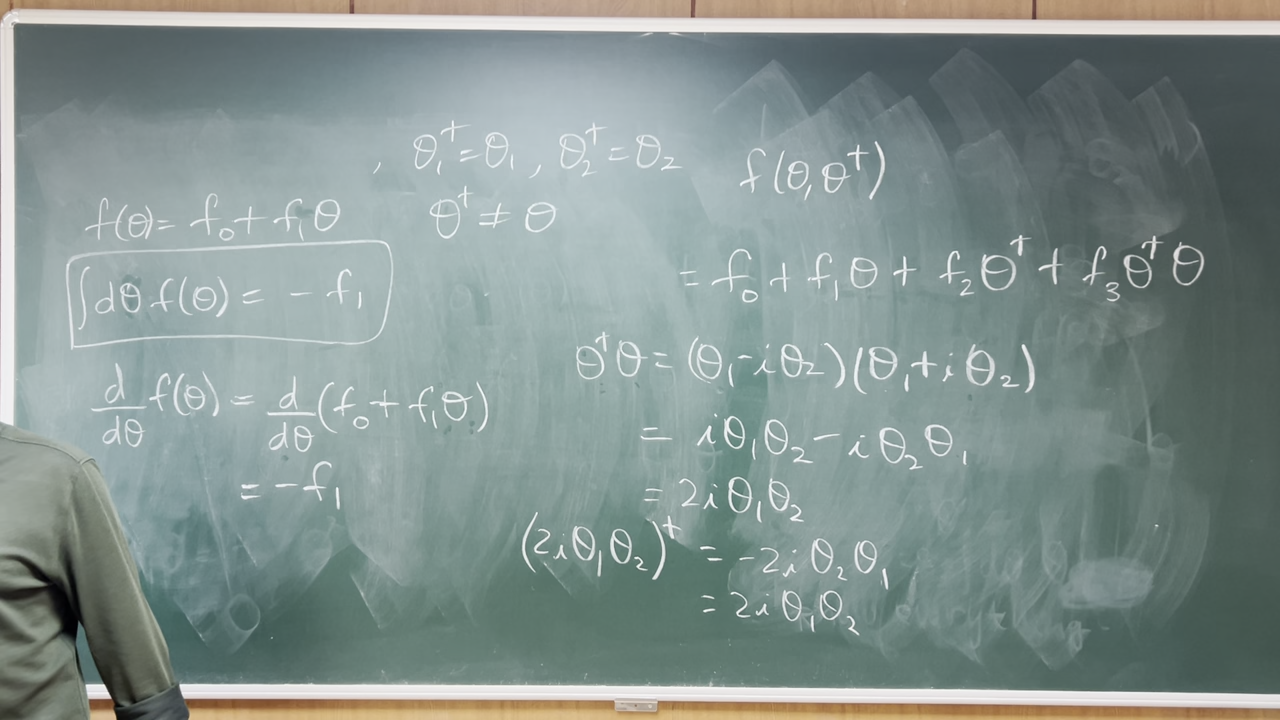 , θ₁† = θ₁ , θ₂† = θ₂
f(θ) = f₀ + f₁θ
θ† ≠ θ
∫dθ f(θ) = - f₁
d/dθ f(θ) = d/dθ (f₀ + f₁θ)
= - f₁
f(θ, θ†)
= f₀ + f₁θ + f₂θ† + f₃θ†θ
θ†θ = (θ₁ - iθ₂)(θ₁ + iθ₂)
= iθ₁θ₂ - iθ₂θ₁
= 2iθ₁θ₂
(2iθ₁θ₂)† = -2iθ₂θ₁
= 2iθ₁θ₂